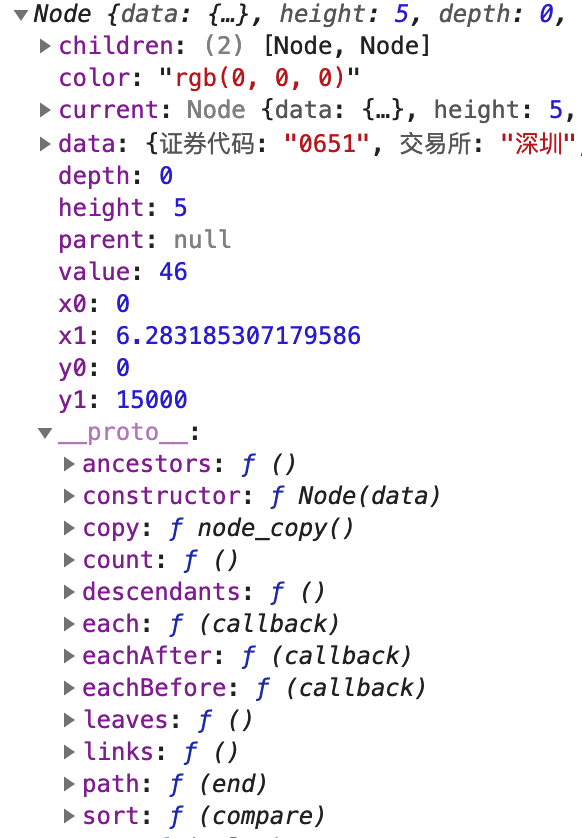 Node {data: {…}, height: 5, depth: 0,
children: (2) [Node, Node]
color: "rgb(0, 0, 0)"
current: Node {data: {…}, height: 5,
data: {证券代码: "0651", 交易所: "深圳",
depth: 0
height: 5
parent: null
value: 46
x0: 0
x1: 6.283185307179586
y0: 0
y1: 15000
__proto__:
ancestors: ƒ ()
constructor: ƒ Node(data)
copy: ƒ node_copy()
count: ƒ ()
descendants: ƒ ()
each: ƒ (callback)
eachAfter: ƒ (callback)
eachBefore: ƒ (callback)
leaves: ƒ ()
links: ƒ ()
path: ƒ (end)
sort: ƒ (compare)